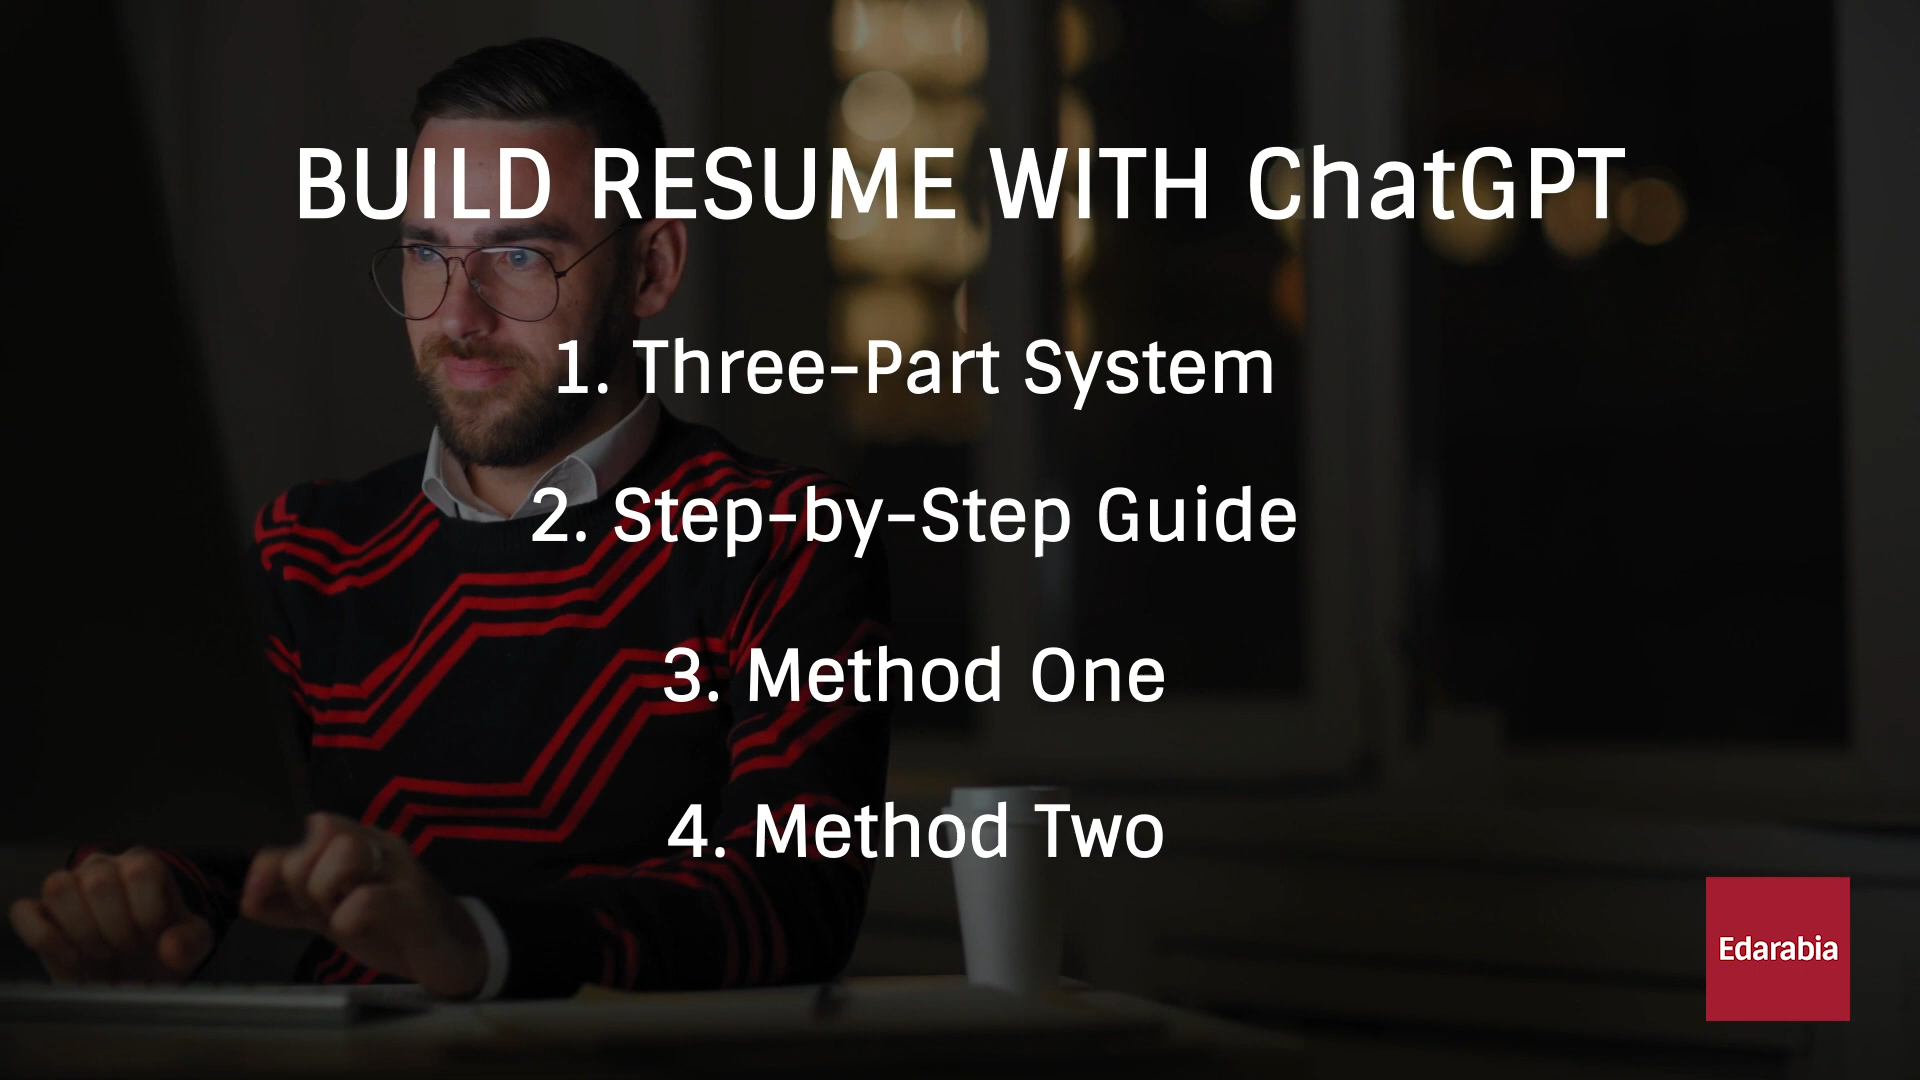 BUILD RESUME WITH ChatGPT
1. Three-Part System
2. Step-by-Step Guide
3. Method One
4. Method Two
Edarabia